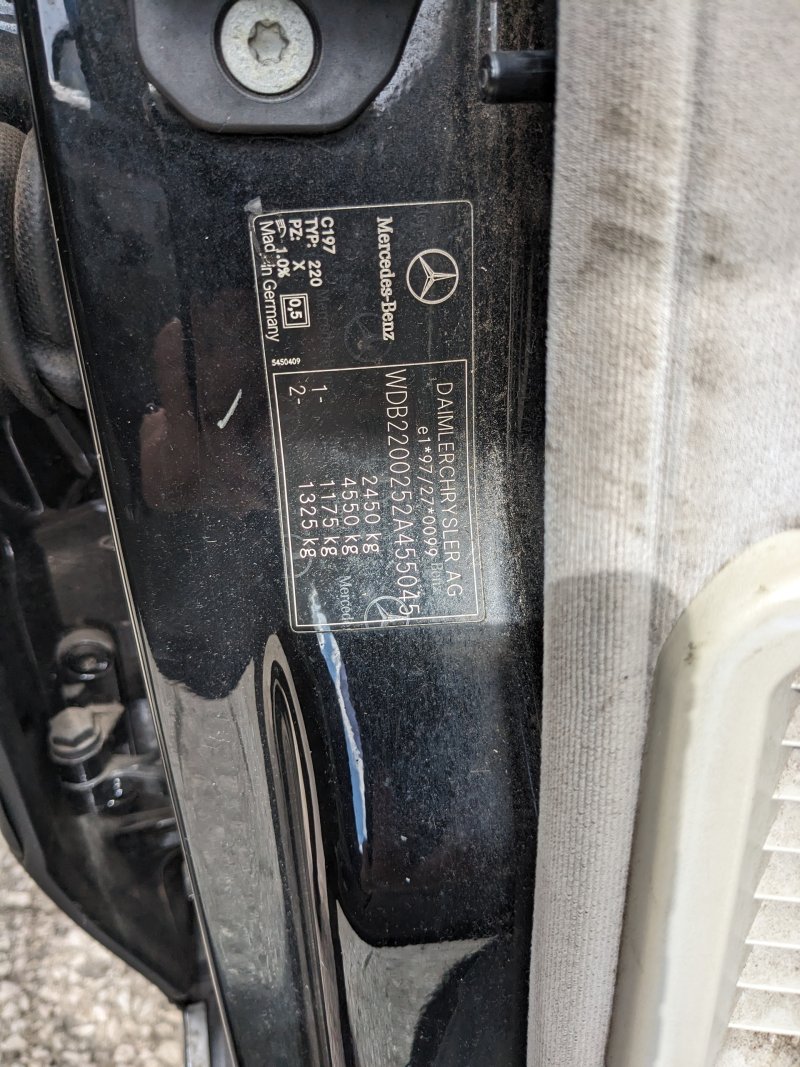 Mercedes-Benz
C197
TYP: 220
PZ: X
1.0%
0,5
Made in Germany
S450409
DAIMLERCHRYSLER AG
e1*97/27*0099
WDB2200252A455045
2450 kg
4550 kg
1- 1175 kg
2- 1325 kg